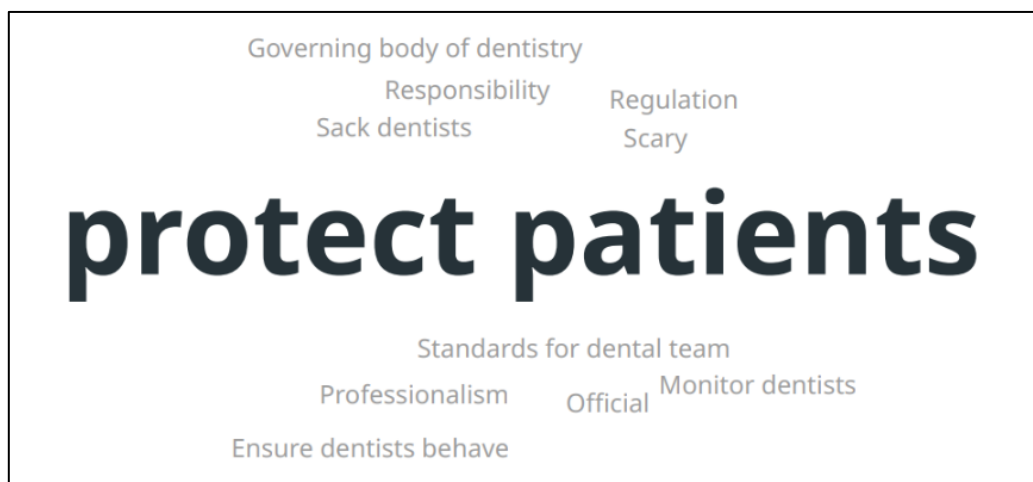 Governing body of dentistry
Responsibility
Regulation
Sack dentists
Scary
protect patients
Standards for dental team
Monitor dentists
Professionalism
Official
Ensure dentists behave